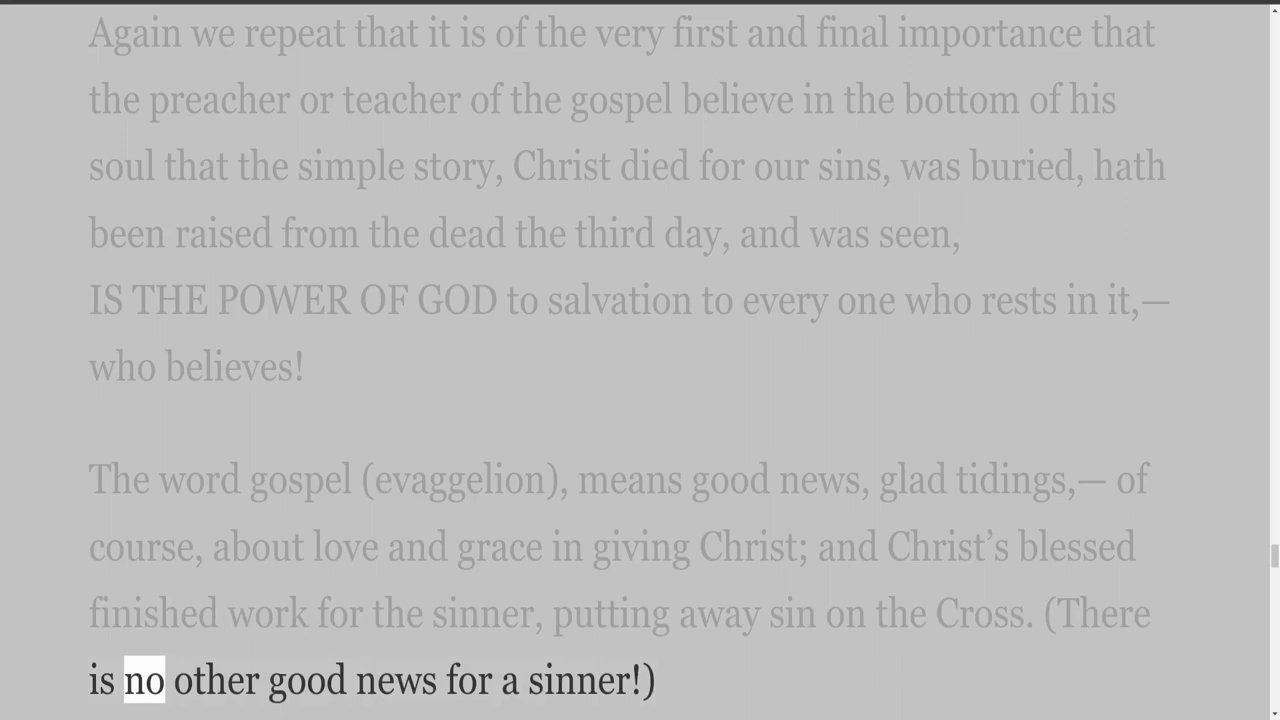 Again we repeat that it is of the very first and final importance that
the preacher or teacher of the gospel believe in the bottom of his
soul that the simple story, Christ died for our sins, was buried, hath
been raised from the dead the third day, and was seen,
IS THE POWER OF GOD to salvation to every one who rests in it,—
who believes!
The word gospel (evaggelion), means good news, glad tidings,— of
course, about love and grace in giving Christ; and Christ’s blessed
finished work for the sinner, putting away sin on the Cross. (There
is no other good news for a sinner!)